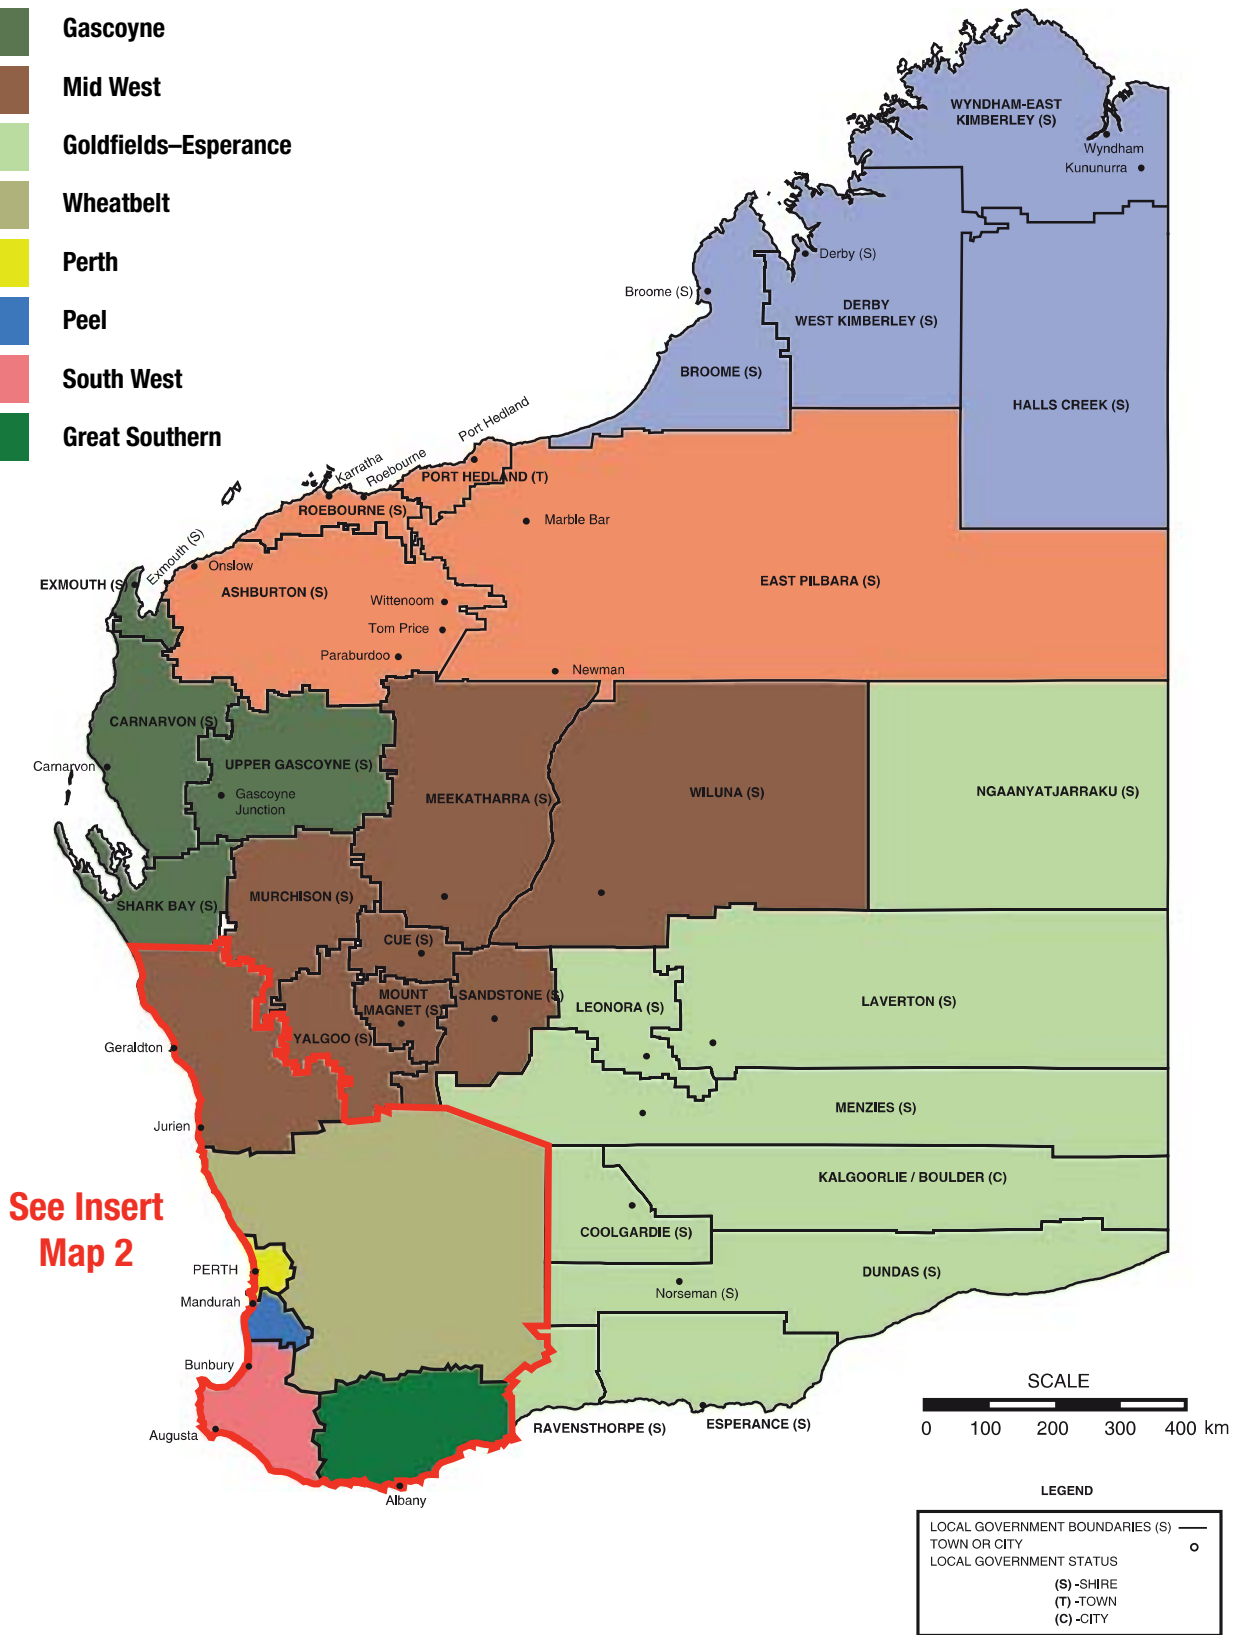 Gascoyne
Mid West
Goldfields–Esperance
Wheatbelt
Perth
Peel
South West
Great Southern
WYNDHAM-EAST
KIMBERLEY (S)
Wyndham
Kununurra
Derby (S)
Broome (S)
DERBY
WEST KIMBERLEY (S)
BROOME (S)
HALLS CREEK (S)
Port Hedland
Karratha
Roebourne
PORT HEDLAND (T)
ROEBOURNE (S)
Marble Bar
Exmouth (S)
Onslow
EXMOUTH (S)
ASHBURTON (S)
EAST PILBARA (S)
Wittenoom
Tom Price
Paraburdoo
Newman
CARNARVON (S)
Carnarvon
UPPER GASCOYNE (S)
Gascoyne
Junction
MEEKATHARRA (S)
WILUNA (S)
NGAANYATJARRAKU (S)
MURCHISON (S)
SHARK BAY (S)
CUE (S)
MOUNT
MAGNET (S)
SANDSTONE (S)
LEONORA (S)
LAVERTON (S)
YALGOO (S)
Geraldton
MENZIES (S)
Jurien
KALGOORLIE / BOULDER (C)
See Insert
Map 2
COOLGARDIE (S)
PERTH
DUNDAS (S)
Norseman (S)
Mandurah
Bunbury
Augusta
RAVENSTHORPE (S)
ESPERANCE (S)
Albany
SCALE
0 100 200 300 400 km
LEGEND
LOCAL GOVERNMENT BOUNDARIES (S)
TOWN OR CITY
LOCAL GOVERNMENT STATUS
(S) -SHIRE
(T) -TOWN
(C) -CITY